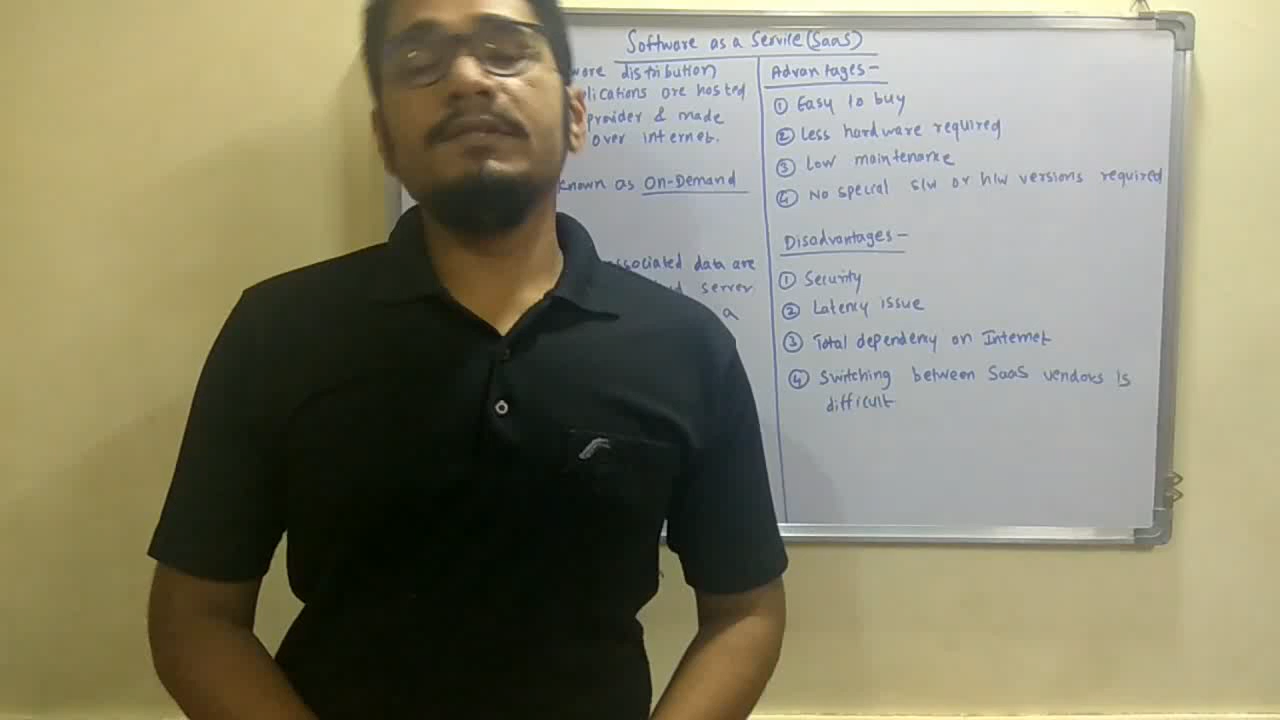 Software as a Service (SaaS)
ware distribution
plications are hosted
provider & made
over internet.
known as On-Demand
associated data are
server
a
Advantages -
① Easy to buy
② Less hardware required
③ Low maintenance
④ No special s/w or h/w versions required
Disadvantages -
① Security
② Latency issue
③ Total dependency on Internet
④ Switching between SaaS vendors is
difficult